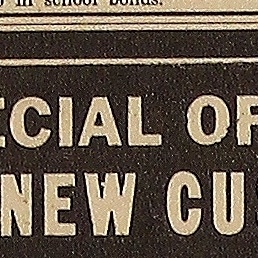 in school bonds.
ECIAL OF
NEW CU